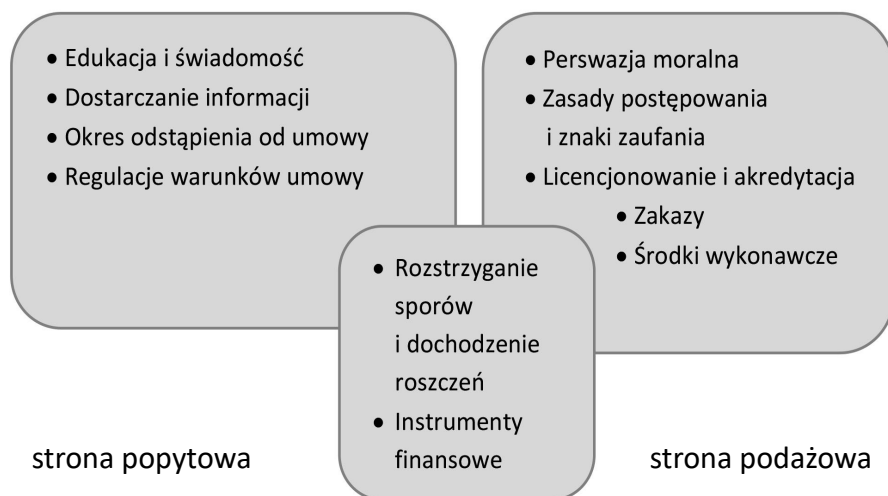 • Edukacja i świadomość
• Dostarczanie informacji
• Okres odstąpienia od umowy
• Regulacje warunków umowy
• Perswazja moralna
• Zasady postępowania
i znaki zaufania
• Licencjonowanie i akredytacja
• Zakazy
• Środki wykonawcze
• Rozstrzyganie
sporów
i dochodzenie
roszczeń
• Instrumenty
finansowe
strona popytowa
strona podażowa